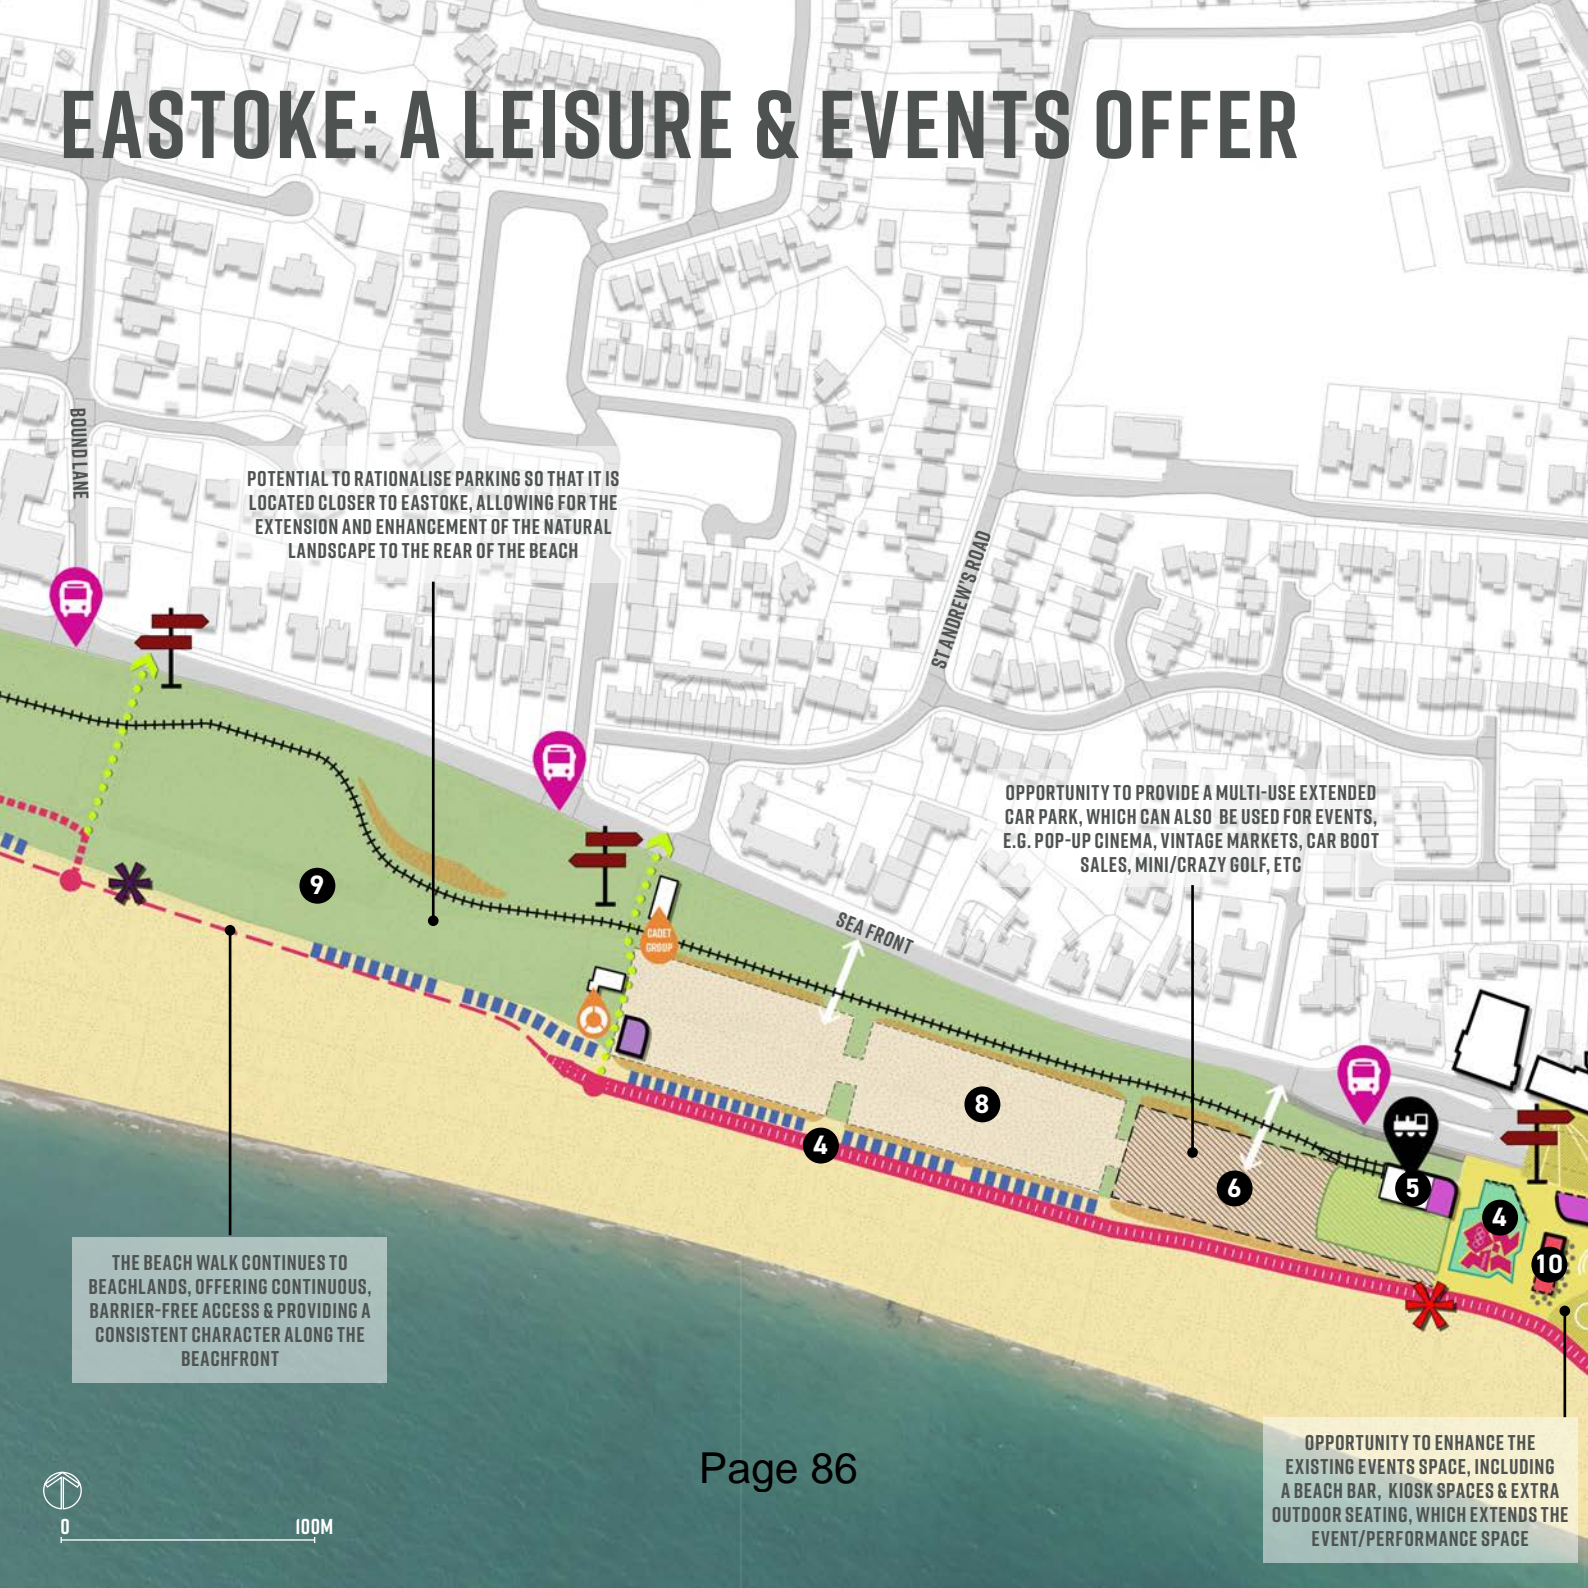 EASTOKE: A LEISURE & EVENTS OFFER
BOUND LANE
POTENTIAL TO RATIONALISE PARKING SO THAT IT IS
LOCATED CLOSER TO EASTOKE, ALLOWING FOR THE
EXTENSION AND ENHANCEMENT OF THE NATURAL
LANDSCAPE TO THE REAR OF THE BEACH
ST ANDREW'S ROAD
OPPORTUNITY TO PROVIDE A MULTI-USE EXTENDED
CAR PARK, WHICH CAN ALSO BE USED FOR EVENTS,
E.G. POP-UP CINEMA, VINTAGE MARKETS, CAR BOOT
SALES, MINI/CRAZY GOLF, ETC
9
CADET
GROUP
SEA FRONT
8
4
6
5
4
10
THE BEACH WALK CONTINUES TO
BEACHLANDS, OFFERING CONTINUOUS,
BARRIER-FREE ACCESS & PROVIDING A
CONSISTENT CHARACTER ALONG THE
BEACHFRONT
OPPORTUNITY TO ENHANCE THE
EXISTING EVENTS SPACE, INCLUDING
A BEACH BAR, KIOSK SPACES & EXTRA
OUTDOOR SEATING, WHICH EXTENDS THE
EVENT/PERFORMANCE SPACE
Page 86
0 100M